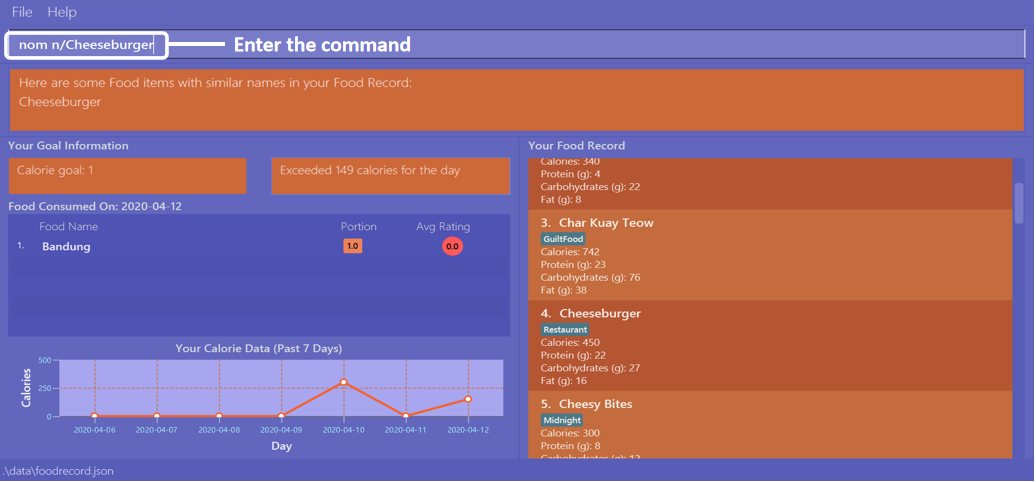 File Help
nom n/Cheeseburger
Enter the command
Here are some Food items with similar names in your Food Record:
Cheeseburger
Your Goal Information
Calorie goal: 1
Exceeded 149 calories for the day
Food Consumed On: 2020-04-12
Food Name Portion Avg Rating
1. Bandung 1.0 0.0
Your Calorie Data (Past 7 Days)
Calories
500
250
0
2020-04-06 2020-04-07 2020-04-08 2020-04-09 2020-04-10 2020-04-11 2020-04-12
Day
Your Food Record
Calories: 340
Protein (g): 4
Carbohydrates (g): 22
Fat (g): 8
3. Char Kuay Teow
GuiltFood
Calories: 742
Protein (g): 23
Carbohydrates (g): 76
Fat (g): 38
4. Cheeseburger
Restaurant
Calories: 450
Protein (g): 22
Carbohydrates (g): 27
Fat (g): 16
5. Cheesy Bites
Midnight
Calories: 300
Protein (g): 8
Carbohydrates (g): 12
.\data\foodrecord.json